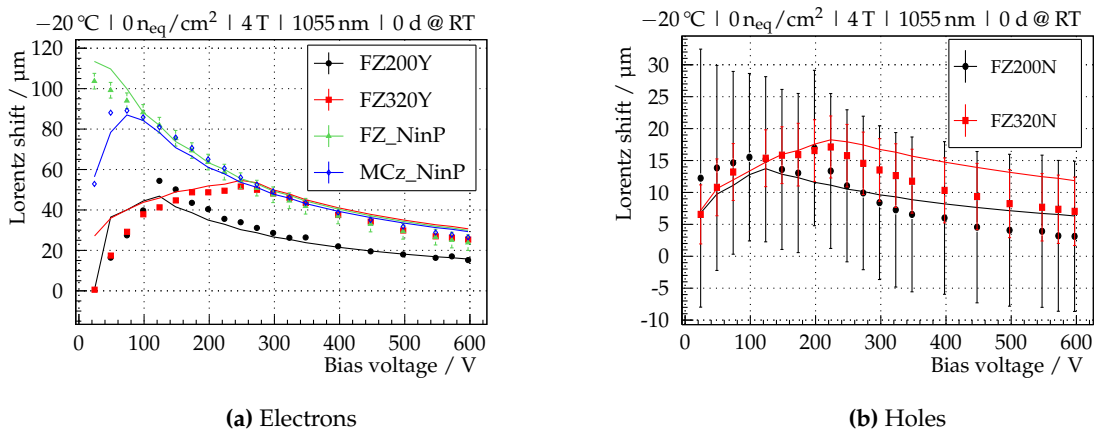 −20 °C | 0 n_eq/cm² | 4 T | 1055 nm | 0 d @ RT
Lorentz shift / µm
120
100
80
60
40
20
0
0 100 200 300 400 500 600
Bias voltage / V
FZ200Y
FZ320Y
FZ_NinP
MCz_NinP
(a) Electrons
−20 °C | 0 n_eq/cm² | 4 T | 1055 nm | 0 d @ RT
Lorentz shift / µm
30
25
20
15
10
5
0
-5
-10
0 100 200 300 400 500 600
Bias voltage / V
FZ200N
FZ320N
(b) Holes